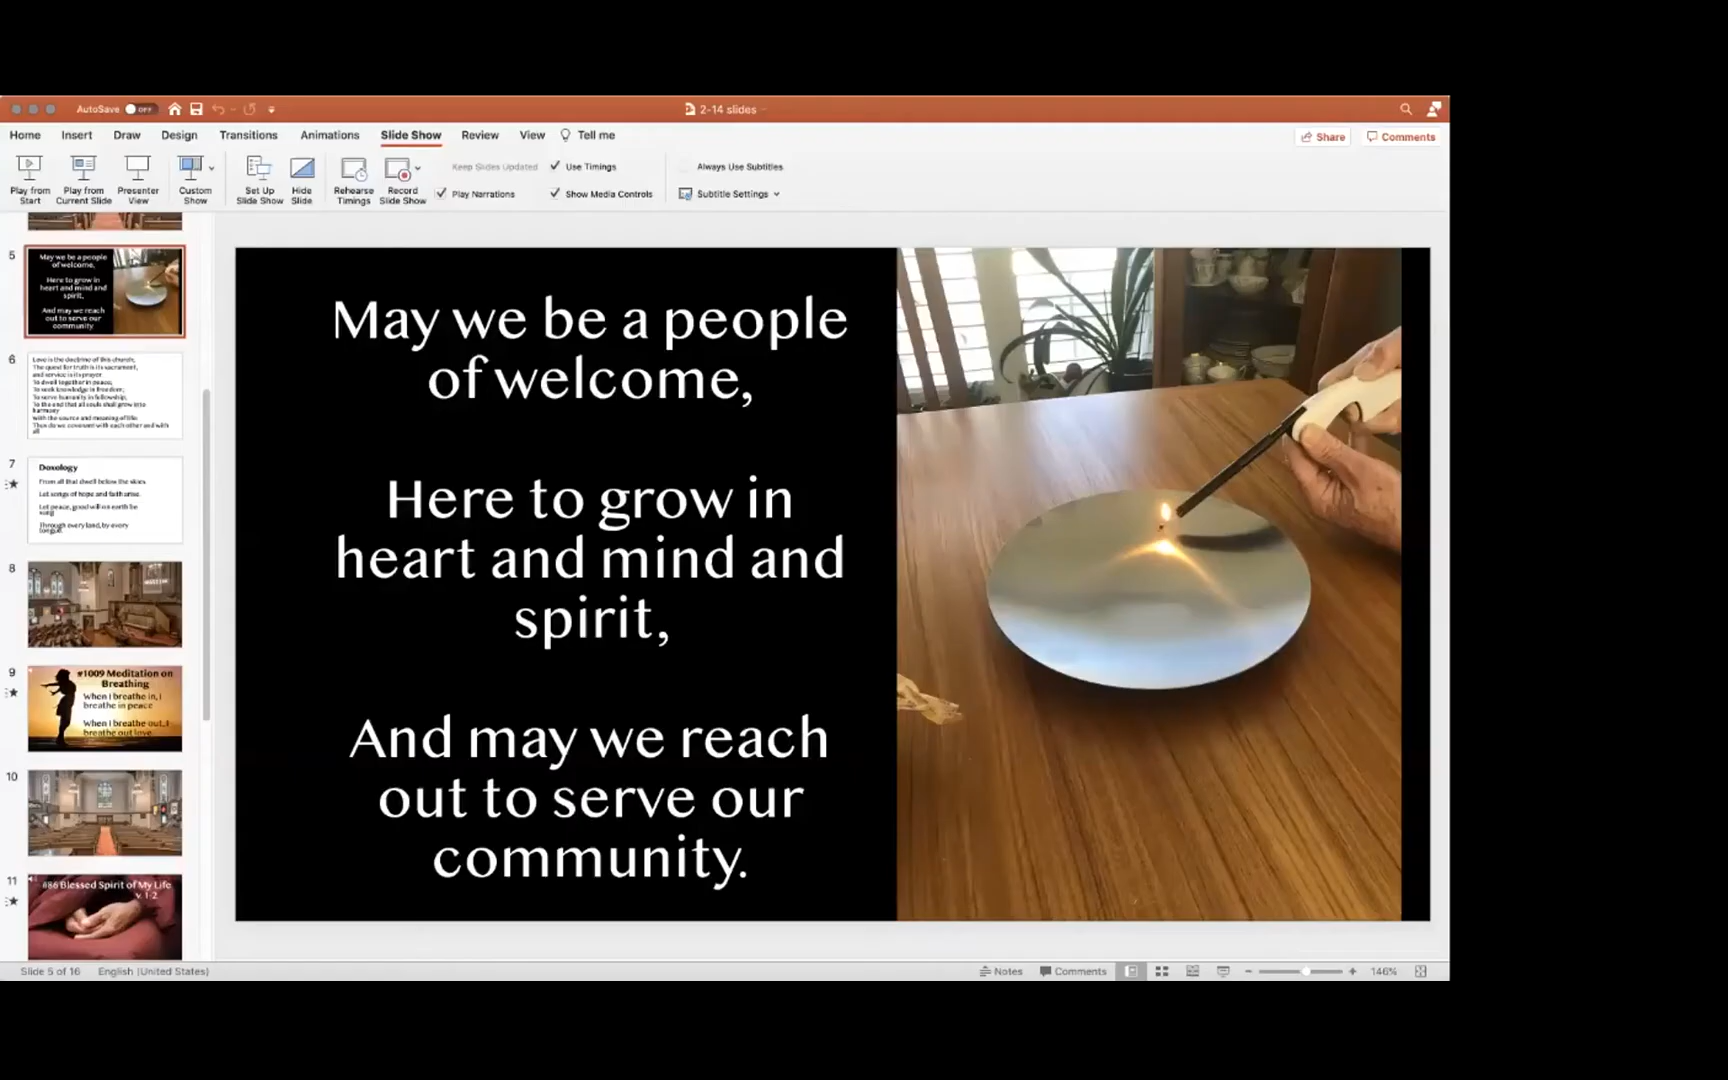 AutoSave OFF
2-14 slides
Home Insert Draw Design Transitions Animations Slide Show Review View Tell me
Share Comments
Play from Start
Play from Current Slide
Presenter View
Custom Show
Set Up Slide Show
Hide Slide
Rehearse Timings
Record Slide Show
Keep Slides Updated
Play Narrations
Use Timings
Show Media Controls
Always Use Subtitles
Subtitle Settings
5
May we be a people
of welcome,
Here to grow in
heart and mind and
spirit,
And may we reach
out to serve our
community.
6
Love is the doctrine of this church,
The quest for truth is its sacrament,
and service is its prayer.
To dwell together in peace,
To seek knowledge in freedom,
To serve humanity in fellowship,
To the end that all souls shall grow into
harmony
With the source and meaning of life
Thus do we covenant with each other and with
all
7
Doxology
From all that dwell below the skies
Let songs of hope and faith arise.
Let peace, good will on earth be
sung
Through every land, by every
tongue.
8
9
#1009 Meditation on
Breathing
When I breathe in, I
breathe in peace
When I breathe out, I
breathe out love
10
11
#86 Blessed Spirit of My Life
v. 1-2
May we be a people
of welcome,
Here to grow in
heart and mind and
spirit,
And may we reach
out to serve our
community.
Slide 5 of 16 English (United States)
Notes Comments 146%